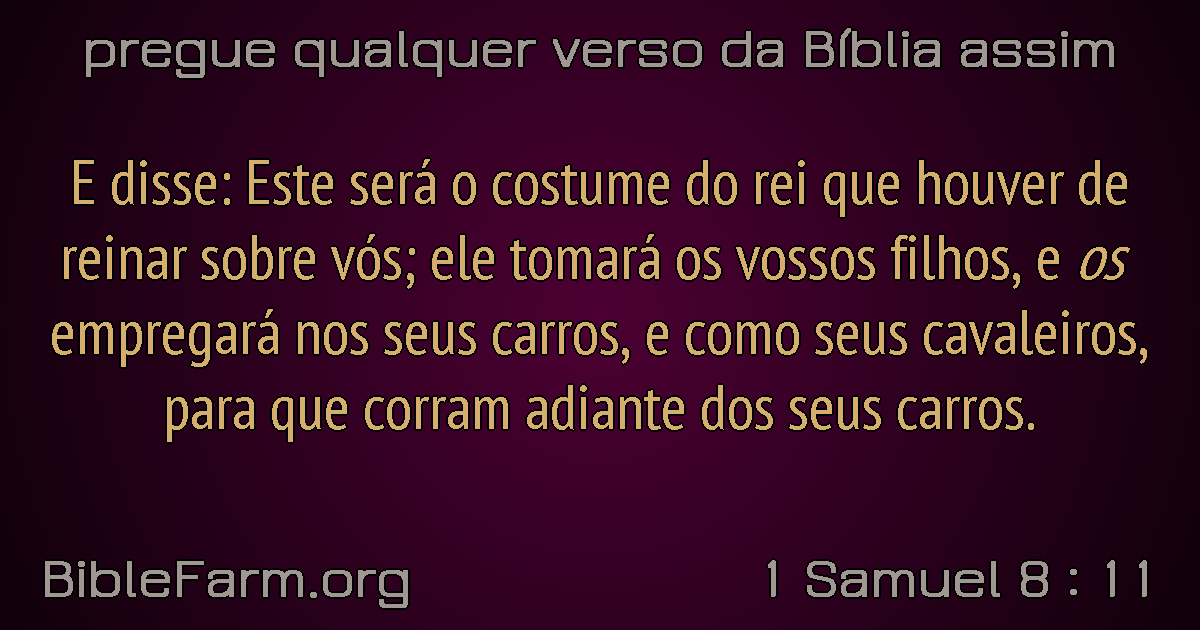 pregue qualquer verso da Bíblia assim
E disse: Este será o costume do rei que houver de
reinar sobre vós; ele tomará os vossos filhos, e os
empregará nos seus carros, e como seus cavaleiros,
para que corram adiante dos seus carros.
BibleFarm.org
1 Samuel 8 : 11